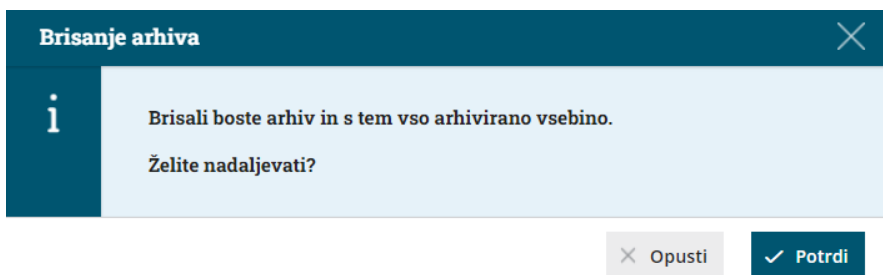 Brisanje arhiva
Brisali boste arhiv in s tem vso arhivirano vsebino.
Želite nadaljevati?
Opusti
Potrdi